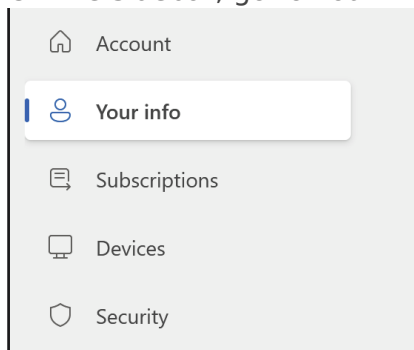 Account
Your info
Subscriptions
Devices
Security